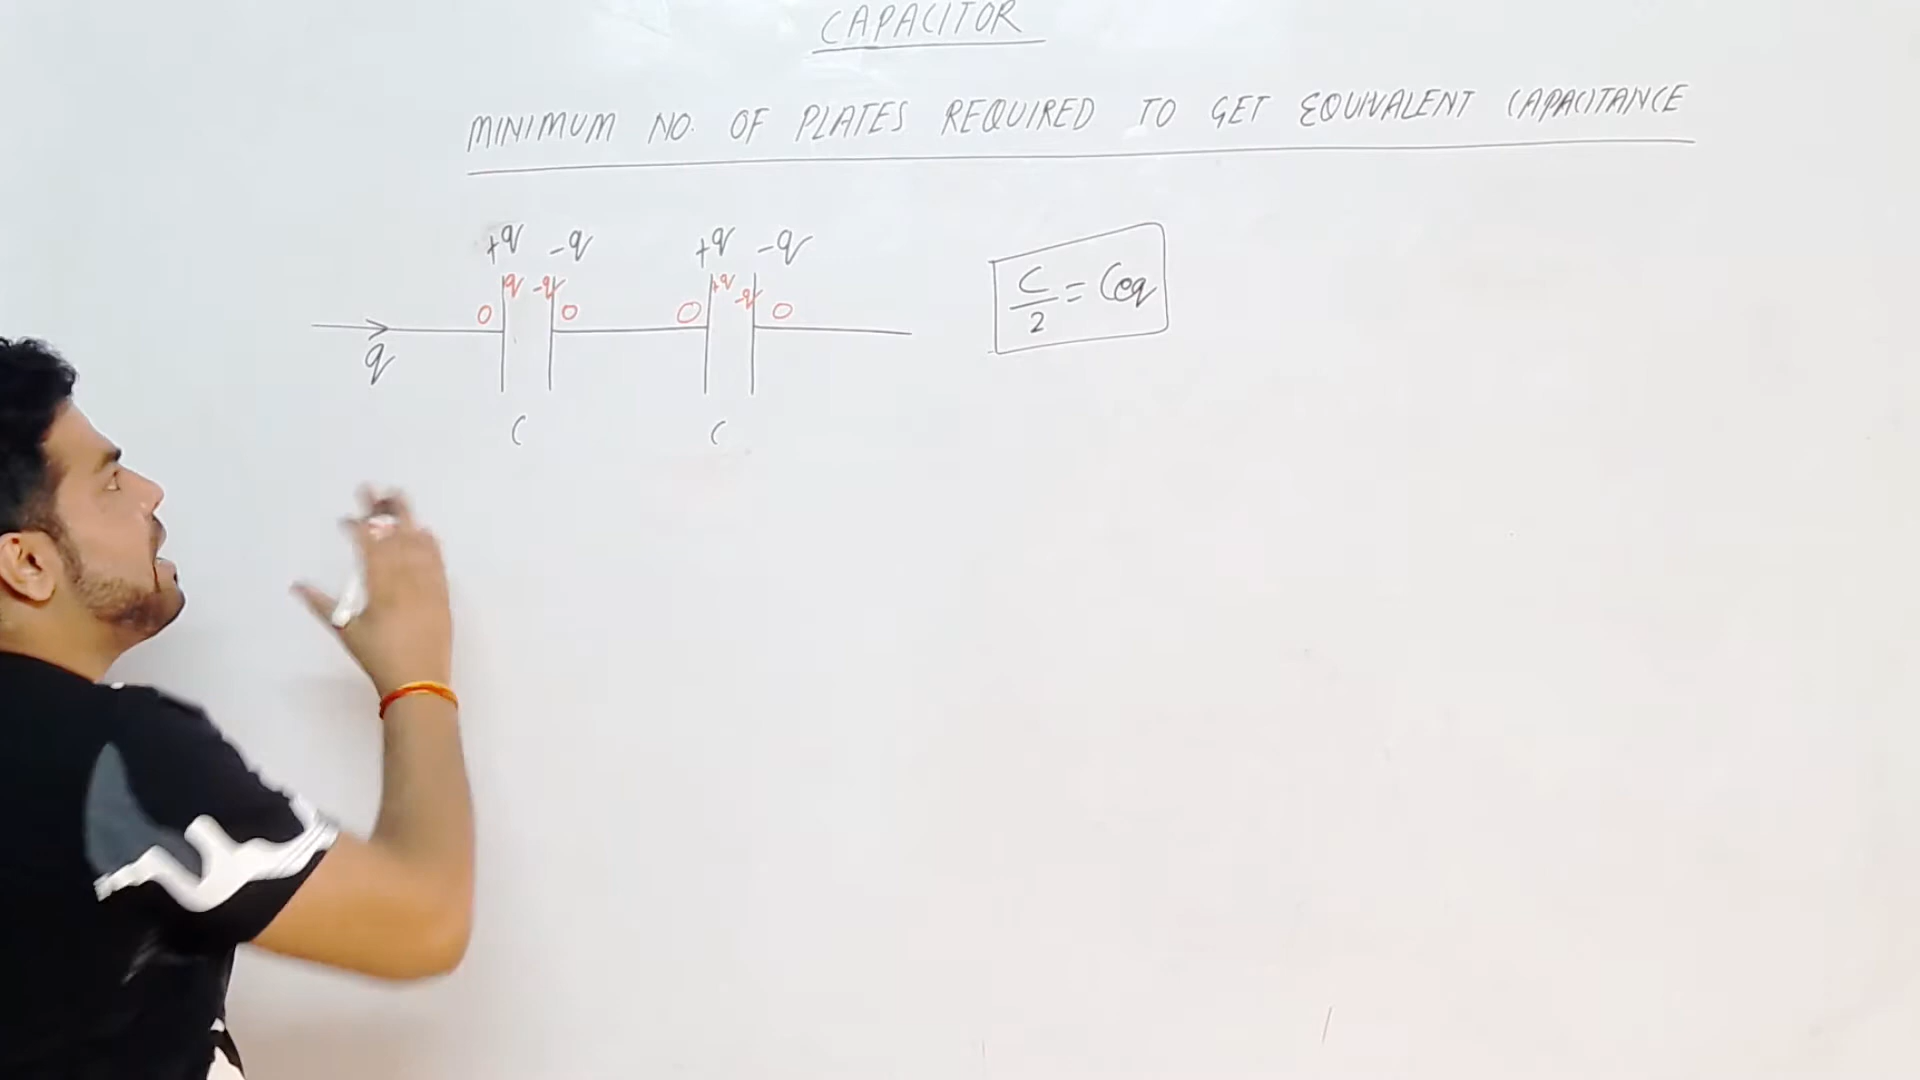 CAPACITOR
MINIMUM NO. OF PLATES REQUIRED TO GET EQUIVALENT CAPACITANCE
+q -q +q -q
q -q +q -q
0 0 0 0
q
C C
C/2 = Ceq